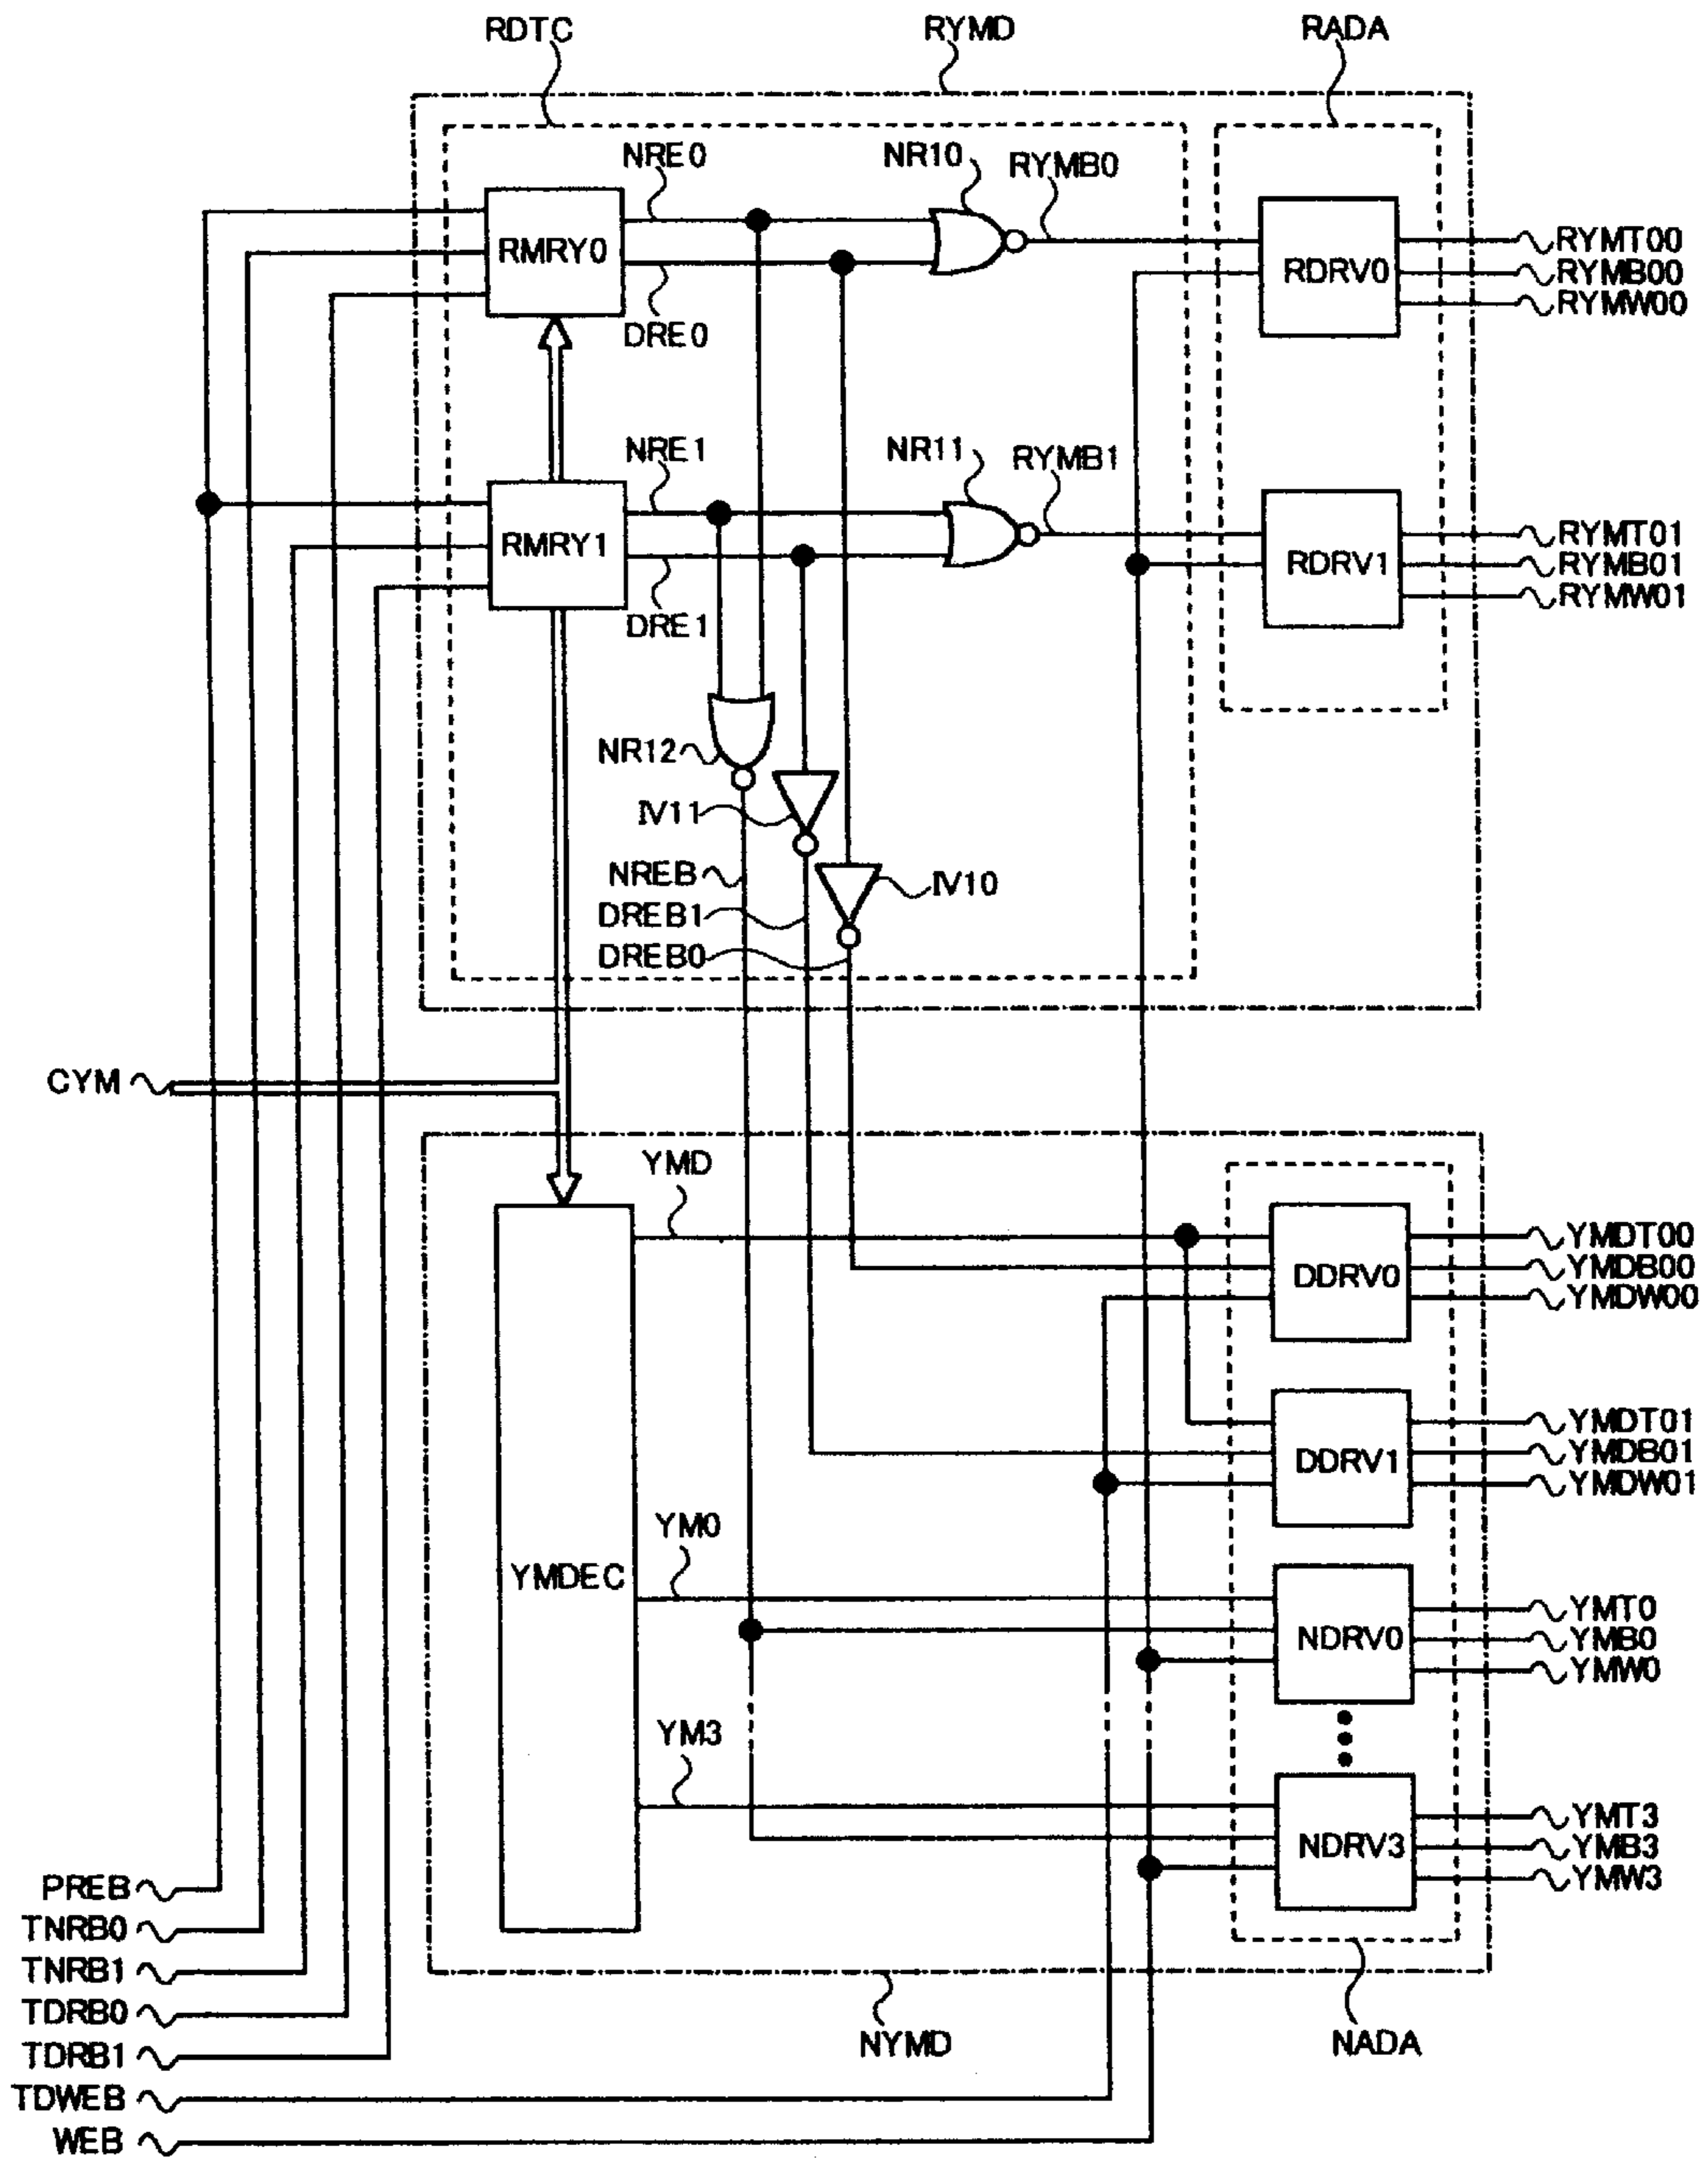 RDTC
RYMD
RADA
NRE0
NR10
RYMB0
RMRY0
DRE0
RDRV0
RYMT00
RYMB00
RYMW00
NRE1
NR11
RYMB1
RMRY1
DRE1
RDRV1
RYMT01
RYMB01
RYMW01
NR12
IV11
NREB
IV10
DREB1
DREB0
CYM
YMD
DDRV0
YMDT00
YMDB00
YMDW00
DDRV1
YMDT01
YMDB01
YMDW01
YM0
YMDEC
NDRV0
YMT0
YMB0
YMW0
YM3
NDRV3
YMT3
YMB3
YMW3
PREB
TNRB0
TNRB1
TDRB0
TDRB1
TDWEB
WEB
NYMD
NADA